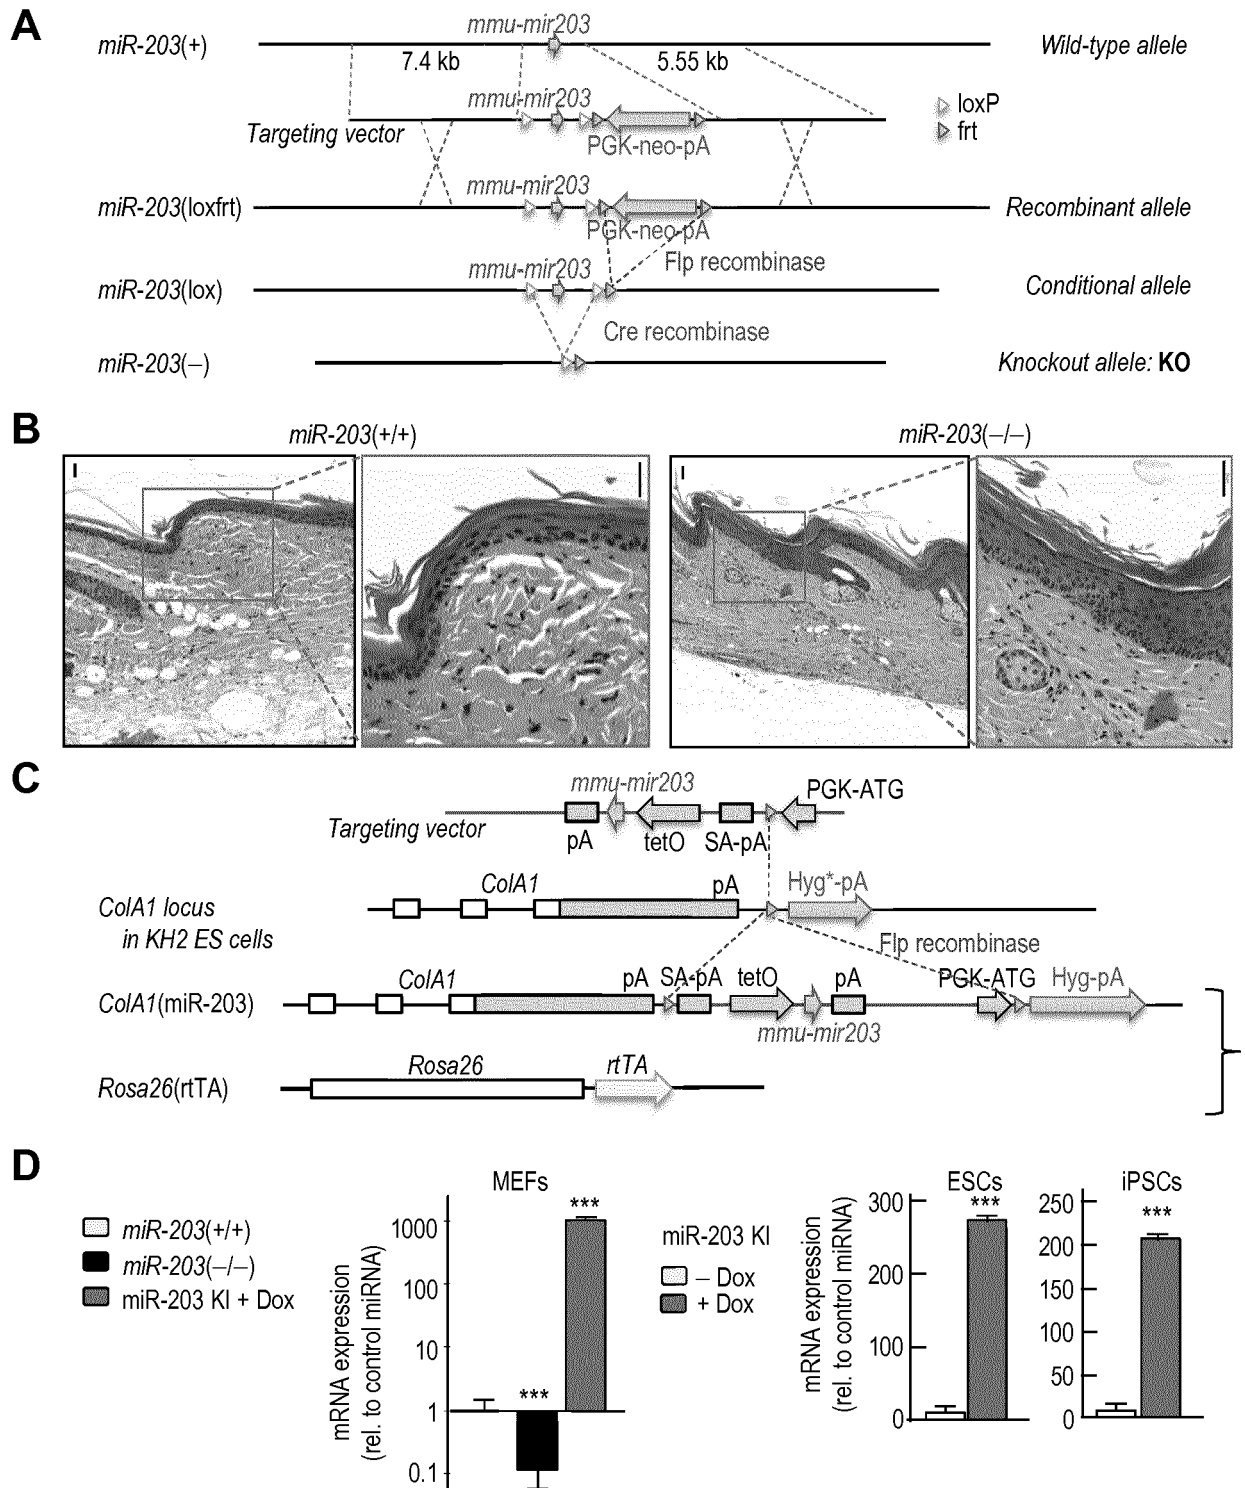 A
mmu-mir203
miR-203(+)
Wild-type allele
7.4 kb
5.55 kb
mmu-mir203
loxP
Targeting vector
frt
PGK-neo-pA
mmu-mir203
miR-203(loxfrt)
Recombinant allele
PGK-neo-pA
mmu-mir203
Flp recombinase
miR-203(lox)
Conditional allele
Cre recombinase
miR-203(–)
Knockout allele: KO
B
miR-203(+/+)
miR-203(–/–)
C
mmu-mir203
PGK-ATG
Targeting vector
pA
tetO
SA-pA
ColA1
pA
Hyg*-pA
ColA1 locus
in KH2 ES cells
Flp recombinase
ColA1
pA
SA-pA
tetO
pA
PGK-ATG
Hyg-pA
ColA1(miR-203)
mmu-mir203
Rosa26
rtTA
Rosa26(rtTA)
D
miR-203(+/+)
miR-203(–/–)
miR-203 KI + Dox
MEFs
mRNA expression
(rel. to control miRNA)
1000
100
10
1
0.1
***
***
miR-203 KI
– Dox
+ Dox
ESCs
mRNA expression
(rel. to control miRNA)
300
200
100
0
***
iPSCs
250
200
150
100
50
0
***